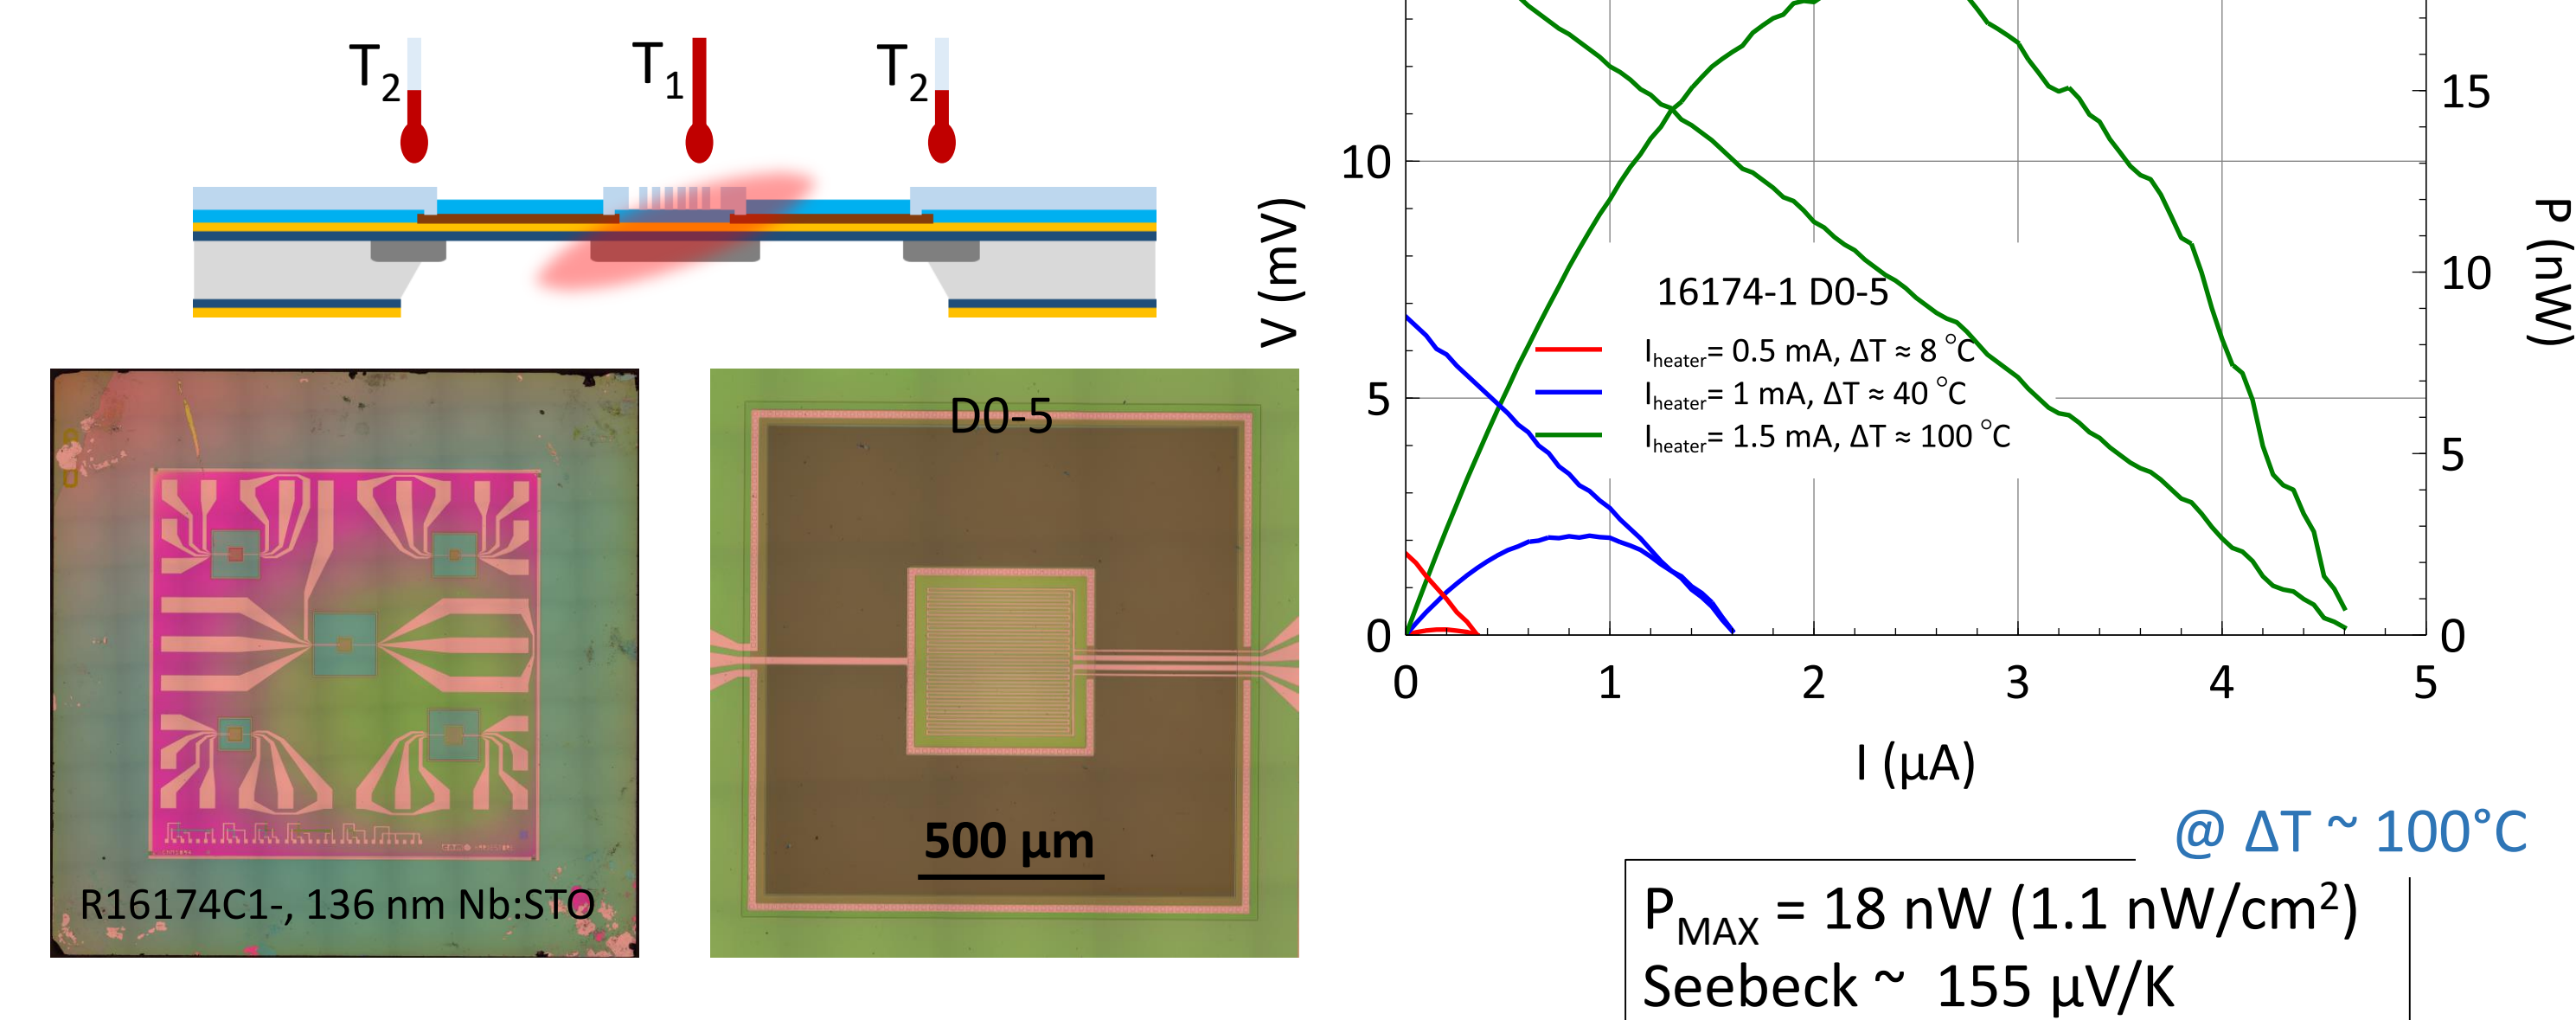 T2
T1
T2
D0-5
500 μm
R16174C1-, 136 nm Nb:STO
V (mV)
10
5
0
15
10
5
0
P (nW)
16174-1 D0-5
Iheater= 0.5 mA, ΔT ≈ 8 °C
Iheater= 1 mA, ΔT ≈ 40 °C
Iheater= 1.5 mA, ΔT ≈ 100 °C
0 1 2 3 4 5
I (μA)
@ ΔT ~ 100°C
PMAX = 18 nW (1.1 nW/cm²)
Seebeck ~ 155 μV/K